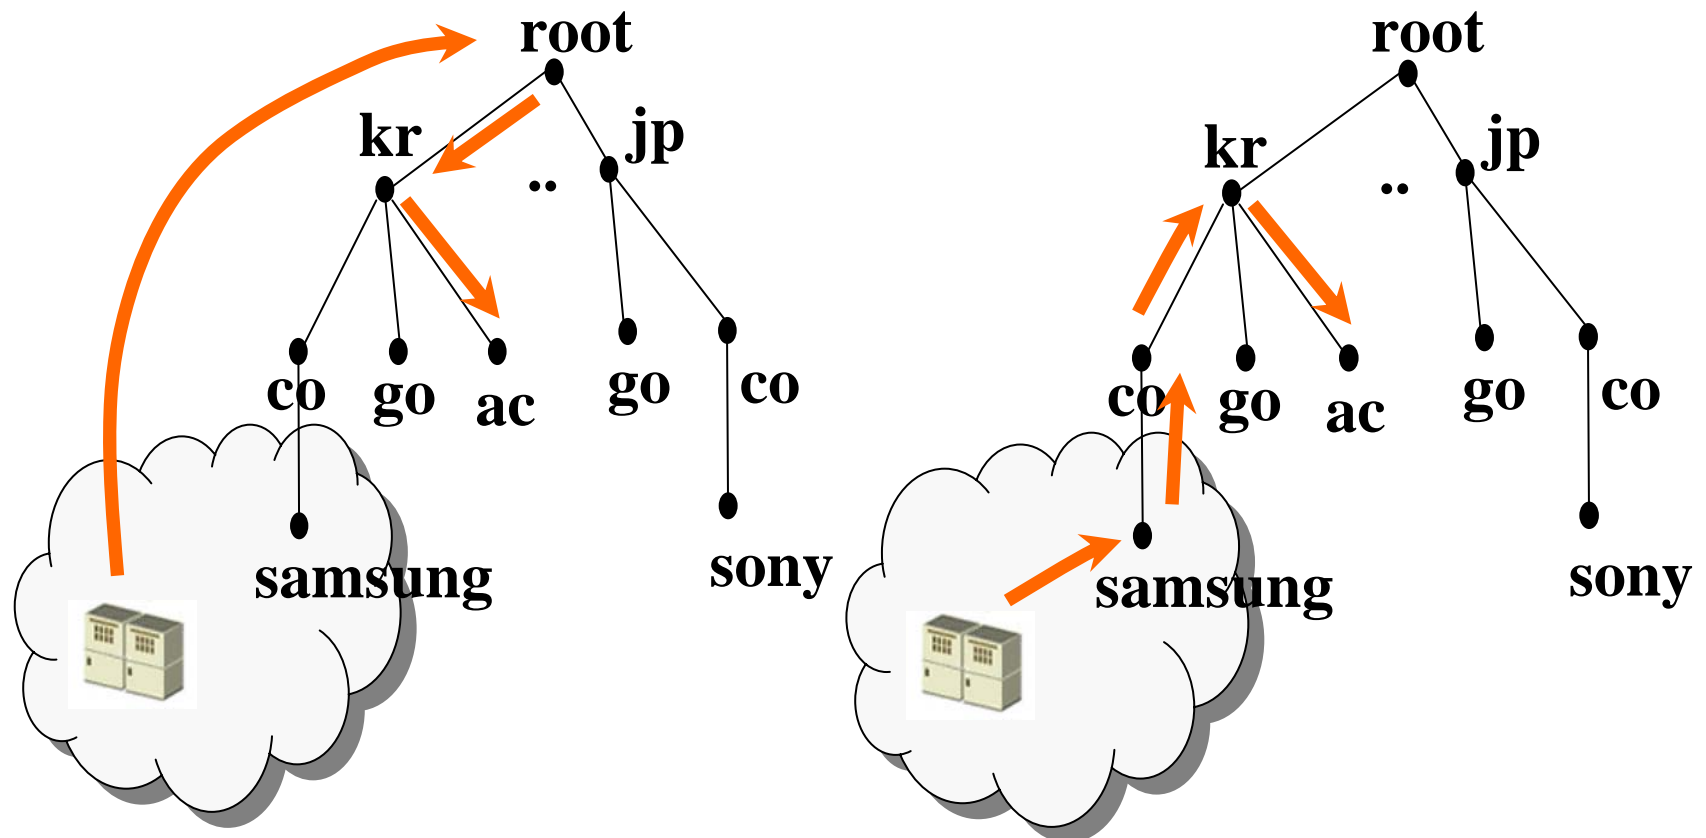 root
kr
jp
..
co
go
ac
go
co
samsung
sony
root
kr
jp
..
co
go
ac
go
co
samsung
sony